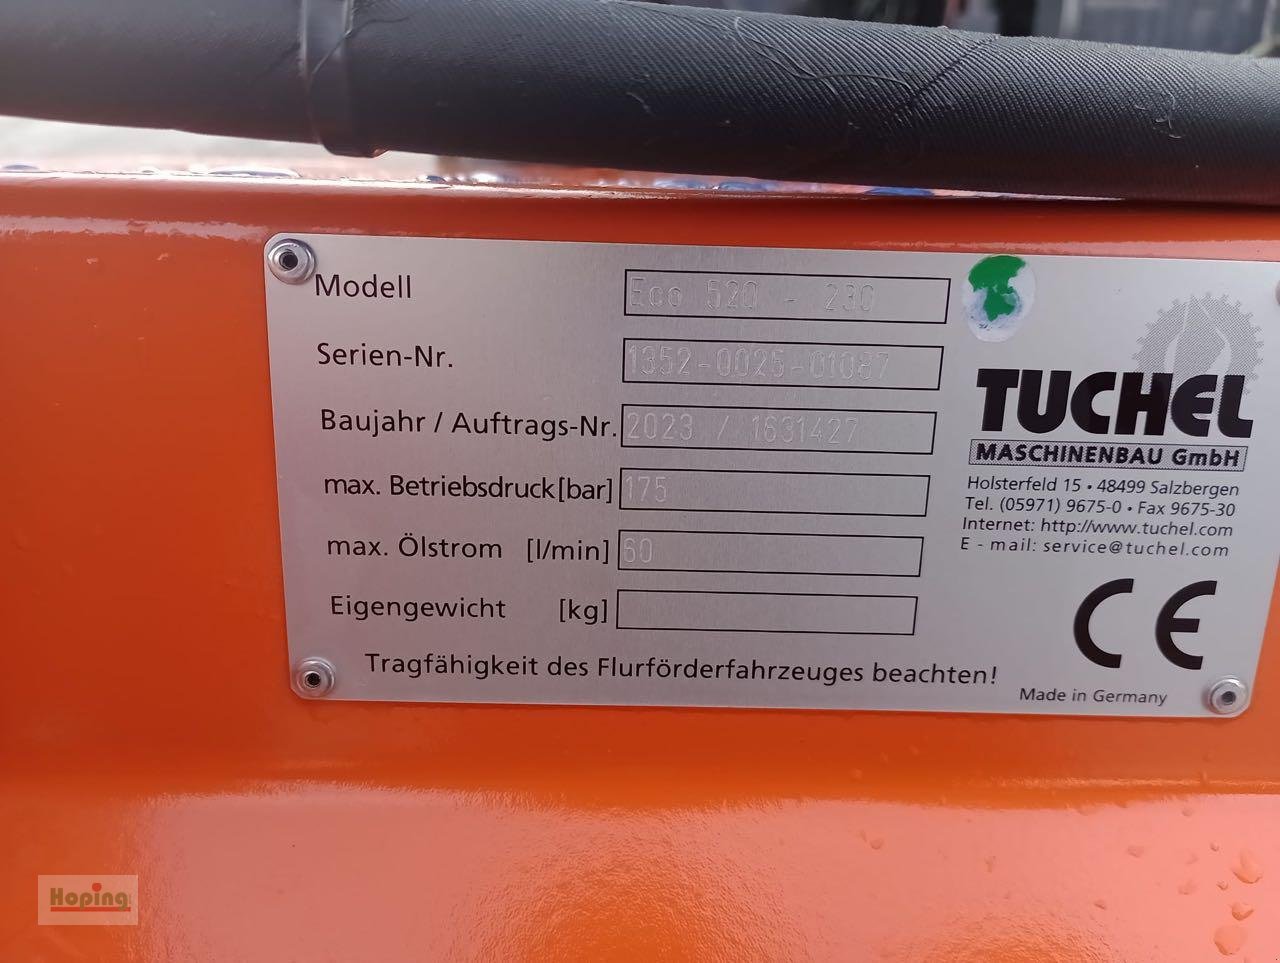 Modell Eco 520 - 230
Serien-Nr. 1352-0025-01087
Baujahr / Auftrags-Nr. 2023 / 1631427
max. Betriebsdruck[bar] 175
max. Ölstrom [l/min] 60
Eigengewicht [kg]
Tragfähigkeit des Flurförderfahrzeuges beachten!
TUCHEL
MASCHINENBAU GmbH
Holsterfeld 15 • 48499 Salzbergen
Tel. (05971) 9675-0 • Fax 9675-30
Internet: http://www.tuchel.com
E - mail: service@tuchel.com
CE
Made in Germany
Hoping